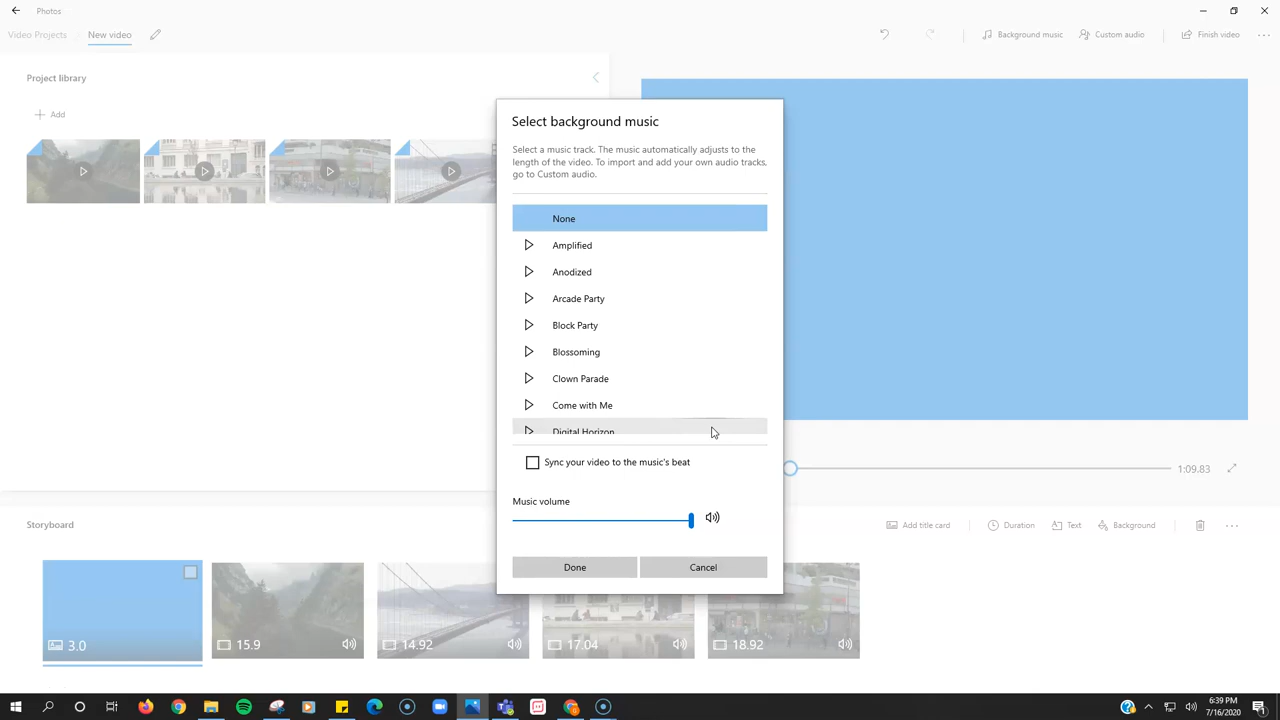 Photos
Video Projects
New video
Background music
Custom audio
Finish video
Project library
Add
Select background music
Select a music track. The music automatically adjusts to the
length of the video. To import and add your own audio tracks,
go to Custom audio.
None
Amplified
Anodized
Arcade Party
Block Party
Blossoming
Clown Parade
Come with Me
Digital Horizon
Sync your video to the music's beat
Music volume
Done
Cancel
1:09.83
Storyboard
Add title card
Duration
Text
Background
3.0
15.9
14.92
17.04
18.92
6:39 PM
7/16/2020